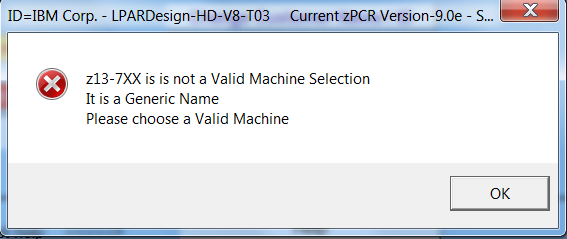 ID=IBM Corp. - LPARDesign-HD-V8-T03 Current zPCR Version-9.0e - S...
z13-7XX is is not a Valid Machine Selection
It is a Generic Name
Please choose a Valid Machine
OK